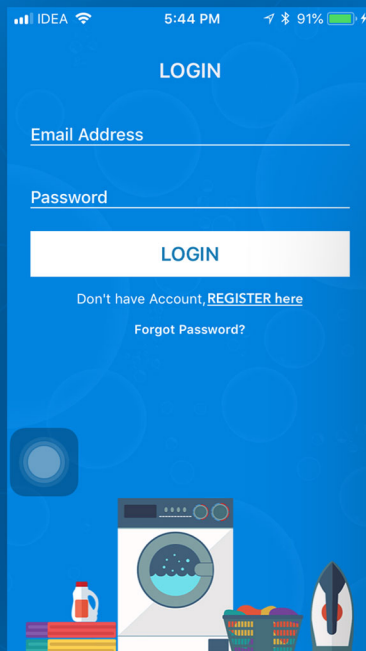 IDEA 5:44 PM 91%
LOGIN
Email Address
Password
LOGIN
Don't have Account,REGISTER here
Forgot Password?